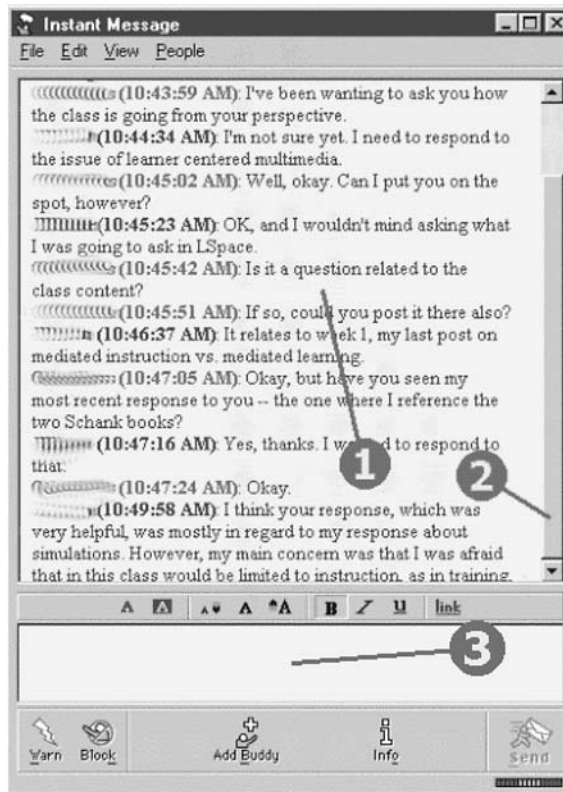 Instant Message
File Edit View People
(10:43:59 AM): I've been wanting to ask you how
the class is going from your perspective.
(10:44:34 AM): I'm not sure yet. I need to respond to
the issue of learner centered multimedia.
(10:45:02 AM): Well, okay. Can I put you on the
spot, however?
(10:45:23 AM): OK, and I wouldn't mind asking what
I was going to ask in LSpace.
(10:45:42 AM): Is it a question related to the
class content?
(10:45:51 AM): If so, could you post it there also?
(10:46:37 AM): It relates to week 1, my last post on
mediated instruction vs. mediated learning.
(10:47:05 AM): Okay, but have you seen my
most recent response to you -- the one where I reference the
two Schank books?
(10:47:16 AM): Yes, thanks. I to respond to
that.
(10:47:24 AM): Okay.
(10:49:58 AM): I think your response, which was
very helpful, was mostly in regard to my response about
simulations. However, my main concern was that I was afraid
that in this class would be limited to instruction, as in training,
1
2
A A A A A B I U link
3
Warn Block Add Buddy Info Send